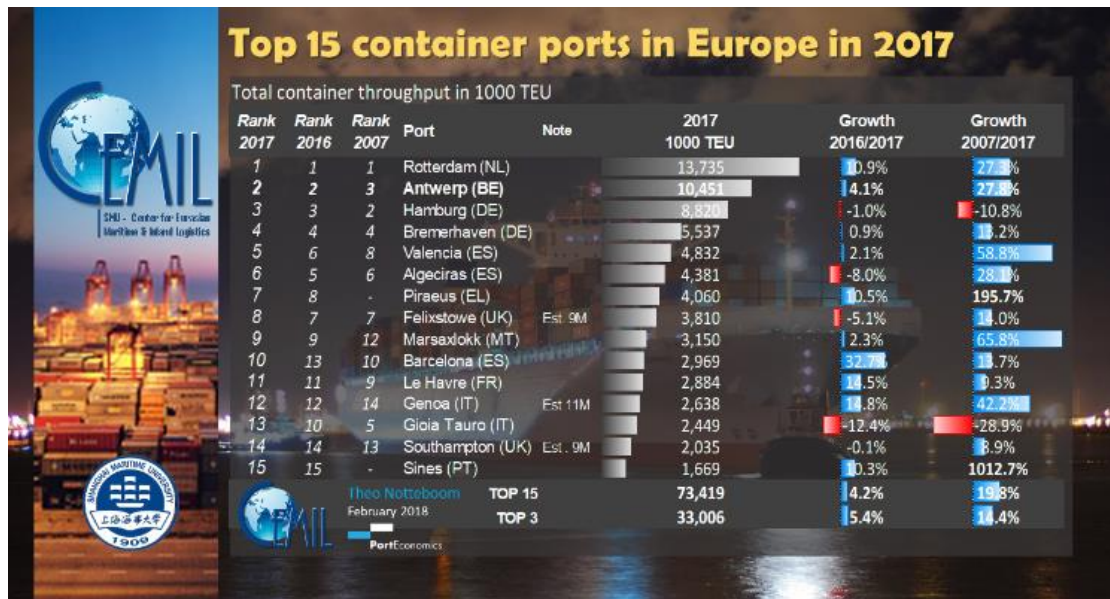 Top 15 container ports in Europe in 2017
CEMIL
SMU - Center for Eurasian
Maritime & Inland Logistics
Total container throughput in 1000 TEU
Rank Rank Rank Port Note 2017 Growth Growth
2017 2016 2007 1000 TEU 2016/2017 2007/2017
1 1 1 Rotterdam (NL) 13,735 10.9% 27.3%
2 2 3 Antwerp (BE) 10,451 4.1% 27.8%
3 3 2 Hamburg (DE) 8,820 -1.0% -10.8%
4 4 4 Bremerhaven (DE) 5,537 0.9% 13.2%
5 6 8 Valencia (ES) 4,832 2.1% 58.8%
6 5 6 Algeciras (ES) 4,381 -8.0% 28.1%
7 8 - Piraeus (EL) 4,060 10.5% 195.7%
8 7 7 Felixstowe (UK) Est. 9M 3,810 -5.1% 14.0%
9 9 12 Marsaxlokk (MT) 3,150 2.3% 65.8%
10 13 10 Barcelona (ES) 2,969 32.7% 13.7%
11 11 9 Le Havre (FR) 2,884 14.5% 9.3%
12 12 14 Genoa (IT) Est 11M 2,638 14.8% 42.2%
13 10 5 Gioia Tauro (IT) 2,449 -12.4% -28.9%
14 14 13 Southampton (UK) Est. 9M 2,035 -0.1% 8.9%
15 15 - Sines (PT) 1,669 10.3% 1012.7%
Theo Notteboom TOP 15 73,419 4.2% 19.8%
February 2018 TOP 3 33,006 5.4% 14.4%
CEMIL
PortEconomics
SHANGHAI MARITIME UNIVERSITY
上海海事大学
1909